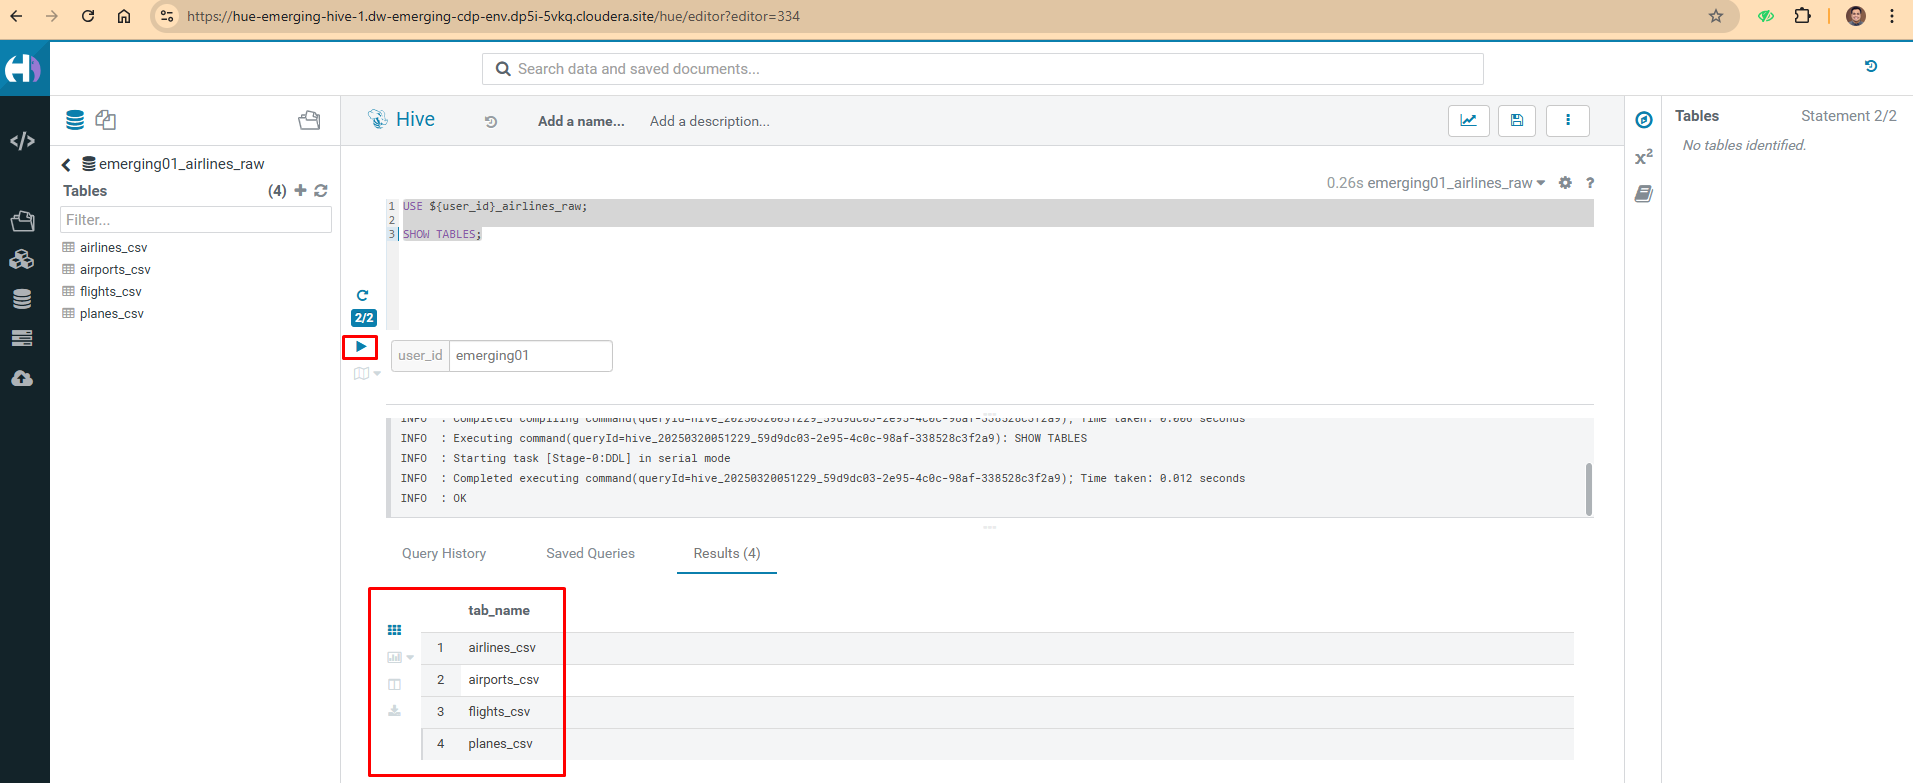 https://hue-emerging-hive-1.dw-emerging-cdp-env.dp5i-5vkq.cloudera.site/hue/editor?editor=334
Search data and saved documents...
emerging01_airlines_raw
Tables (4)
Filter...
airlines_csv
airports_csv
flights_csv
planes_csv
Hive Add a name... Add a description...
0.26s emerging01_airlines_raw ?
1 USE ${user_id}_airlines_raw;
2
3 SHOW TABLES;
2/2
user_id emerging01
INFO : Completed compiling command(queryId=hive_20250320051229_59d9dc03-2e95-4c0c-98af-338528c3f2a9); Time taken: 0.006 seconds
INFO : Executing command(queryId=hive_20250320051229_59d9dc03-2e95-4c0c-98af-338528c3f2a9): SHOW TABLES
INFO : Starting task [Stage-0:DDL] in serial mode
INFO : Completed executing command(queryId=hive_20250320051229_59d9dc03-2e95-4c0c-98af-338528c3f2a9); Time taken: 0.012 seconds
INFO : OK
Query History Saved Queries Results (4)
tab_name
1 airlines_csv
2 airports_csv
3 flights_csv
4 planes_csv
x²
Tables Statement 2/2
No tables identified.